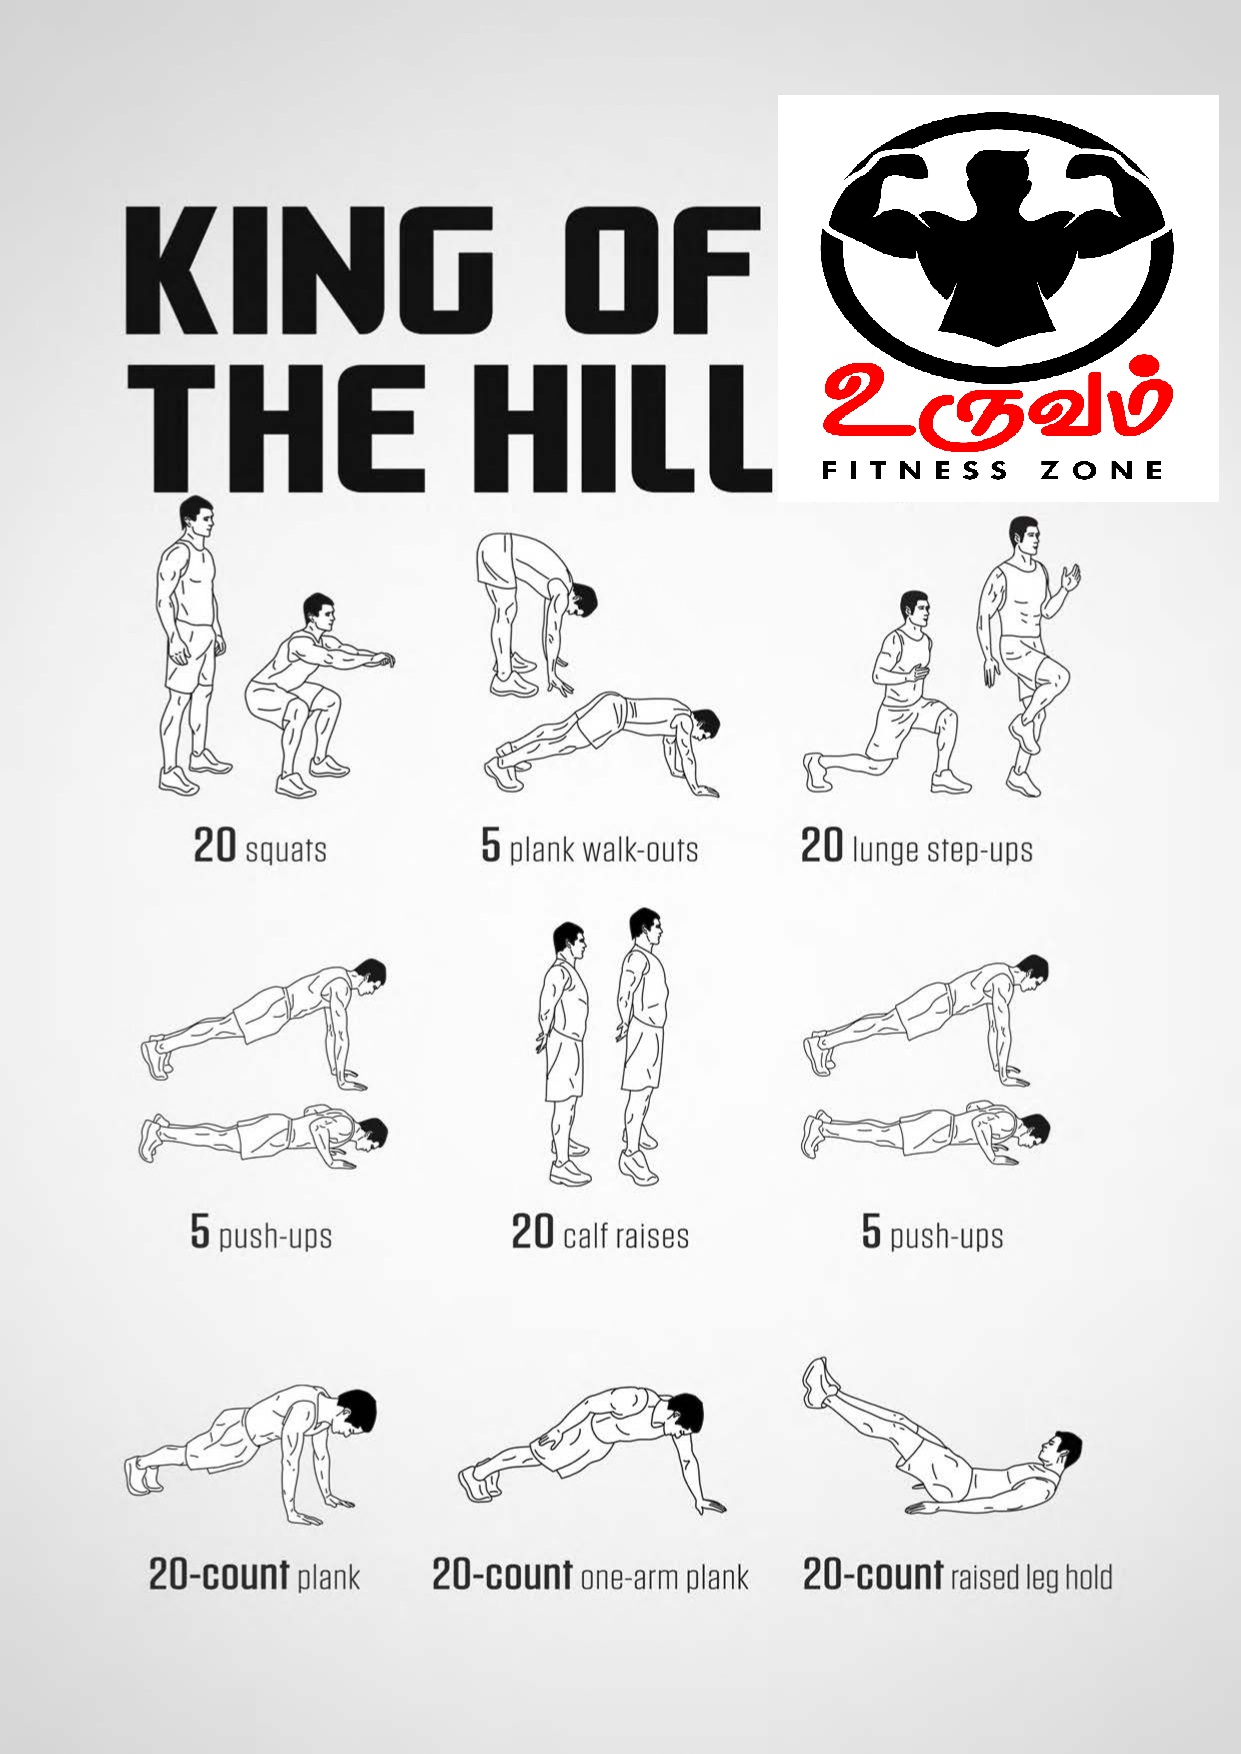 KING OF
THE HILL
உருவம்
FITNESS ZONE
20 squats
5 plank walk-outs
20 lunge step-ups
5 push-ups
20 calf raises
5 push-ups
20-count plank
20-count one-arm plank
20-count raised leg hold